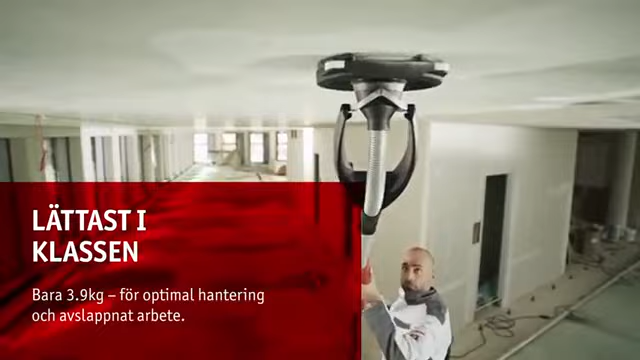 LÄTTAST I
KLASSEN
Bara 3.9kg – för optimal hantering
och avslappnat arbete.